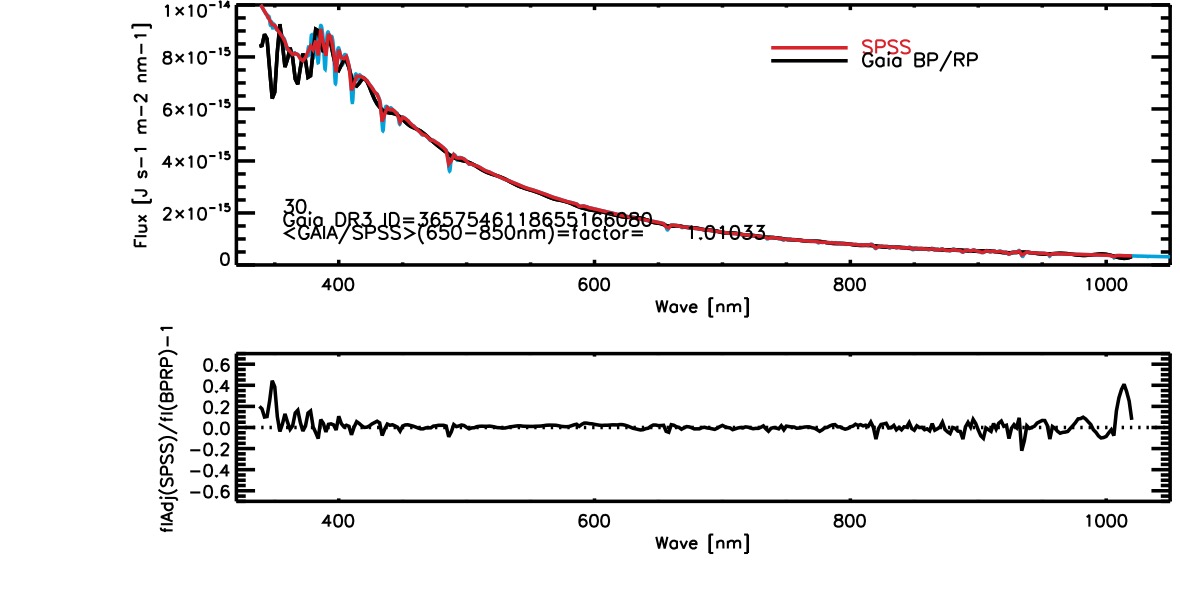 1×10⁻¹⁴
8×10⁻¹⁵
6×10⁻¹⁵
4×10⁻¹⁵
2×10⁻¹⁵
0
Flux [J s−1 m−2 nm−1]
SPSS
Gaia BP/RP
30.
Gaia DR3 ID=3657546118655166080
<GAIA/SPSS>(650−850nm)=factor= 1.01033
400 600 800 1000
Wave [nm]
0.6
0.4
0.2
0.0
−0.2
−0.4
−0.6
flAdj(SPSS)/fl(BPRP)−1
400 600 800 1000
Wave [nm]